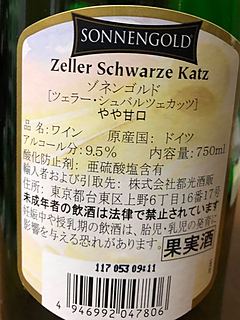 SONNENGOLD
Zeller Schwarze Katz
ゾネンゴルド
[ツェラー・シュバルツェカッツ]
やや甘口
品名:ワイン 原産国:ドイツ
アルコール分:9.5% 内容量:750ml
酸化防止剤:亜硫酸塩含有
輸入者および引取先:株式会社都光酒販
住所:東京都台東区上野6丁目16番17号
未成年者の飲酒は法律で禁止されています
妊娠中や授乳期の飲酒は、胎児・乳児の発育に
影響を与える恐れがあります。
果実酒
117 053 09:11
4 946992 047806